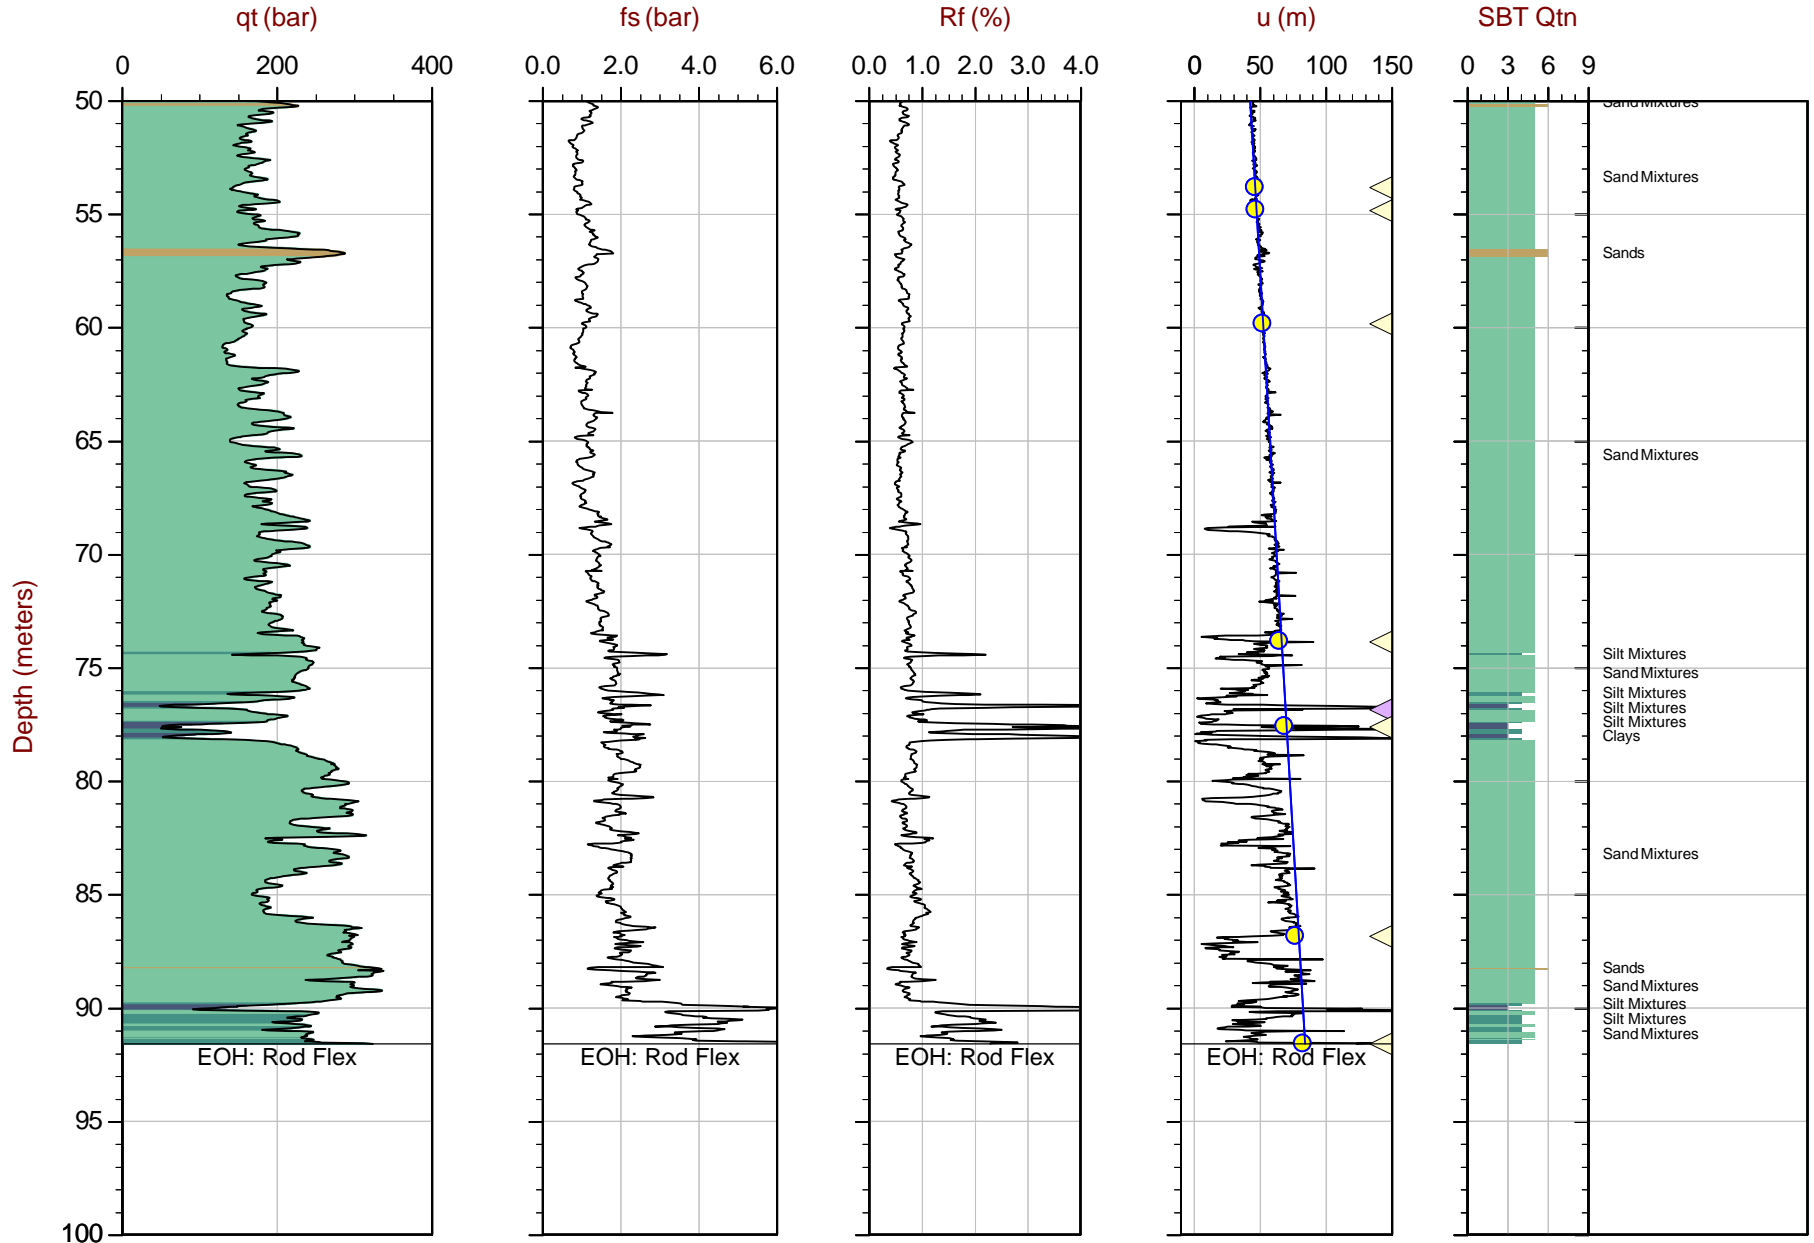 qt (bar) fs (bar) Rf (%) u (m) SBT Qtn
0 200 400 0.0 2.0 4.0 6.0 0.0 1.0 2.0 3.0 4.0 0 50 100 150 0 3 6 9
50
55
60
65
70
75
80
85
90
95
100
Depth (meters)
Sand Mixtures
Sand Mixtures
Sands
Sand Mixtures
Silt Mixtures
Sand Mixtures
Silt Mixtures
Silt Mixtures
Silt Mixtures
Clays
Sand Mixtures
Sands
Sand Mixtures
Silt Mixtures
Silt Mixtures
Sand Mixtures
EOH: Rod Flex EOH: Rod Flex EOH: Rod Flex EOH: Rod Flex